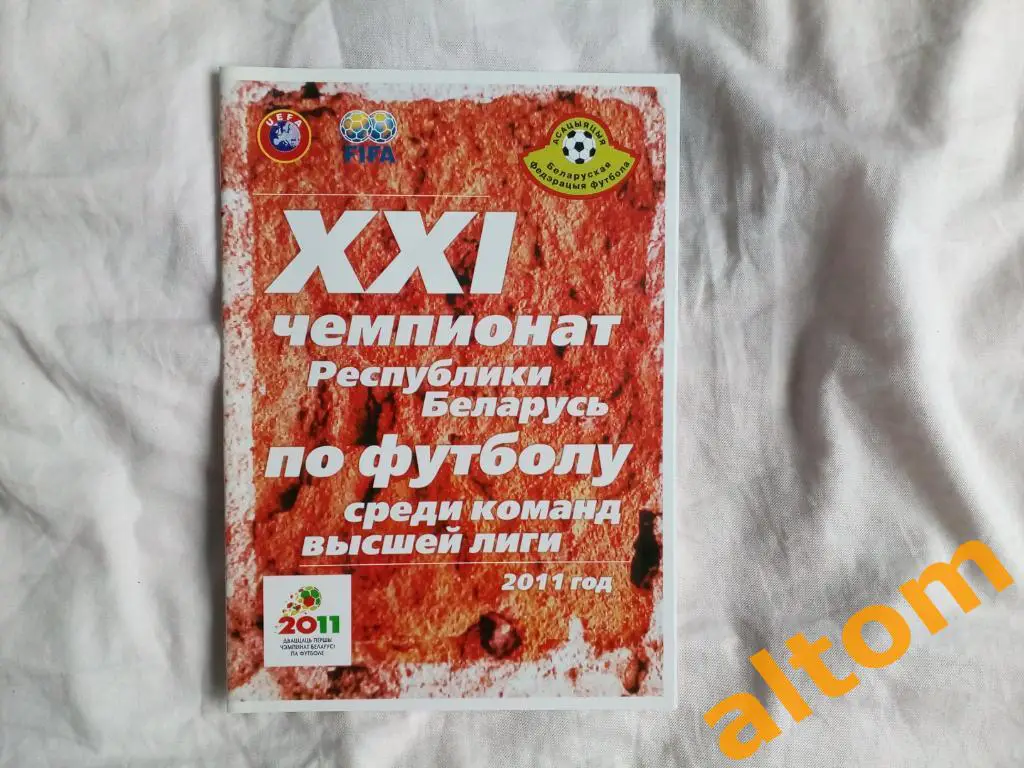 UEFA
FIFA
АСАЦЫЯЦЫЯ
Беларуская
федэрацыя футбола
XXI
чемпионат
Республики
Беларусь
по футболу
среди команд
высшей лиги
2011 год
2011
ДВАЦЦАЦЬ ПЕРШЫ
ЧЭМПІЯНАТ БЕЛАРУСІ
ПА ФУТБОЛЕ
altom